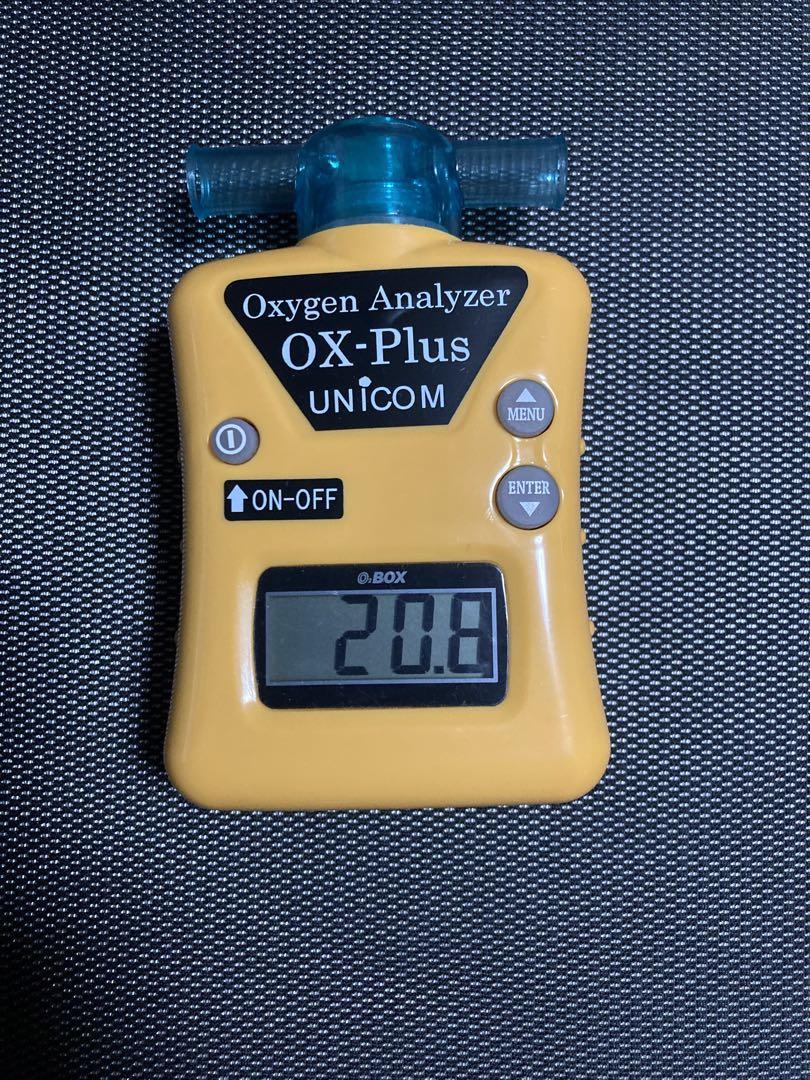 Oxygen Analyzer
OX-Plus
UNiCOM
MENU
ENTER
ON-OFF
O₂BOX
20.8